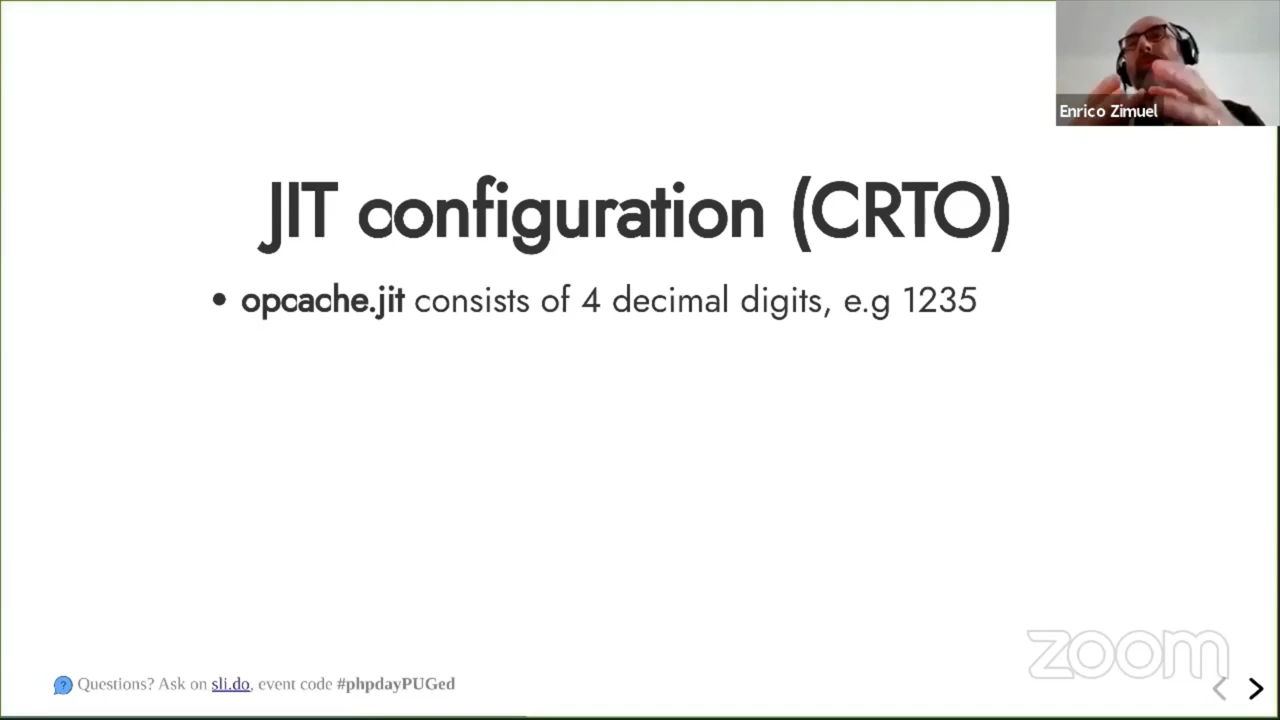 Enrico Zimuel
JIT configuration (CRTO)
• opcache.jit consists of 4 decimal digits, e.g 1235
zoom
Questions? Ask on sli.do, event code #phpdayPUGed